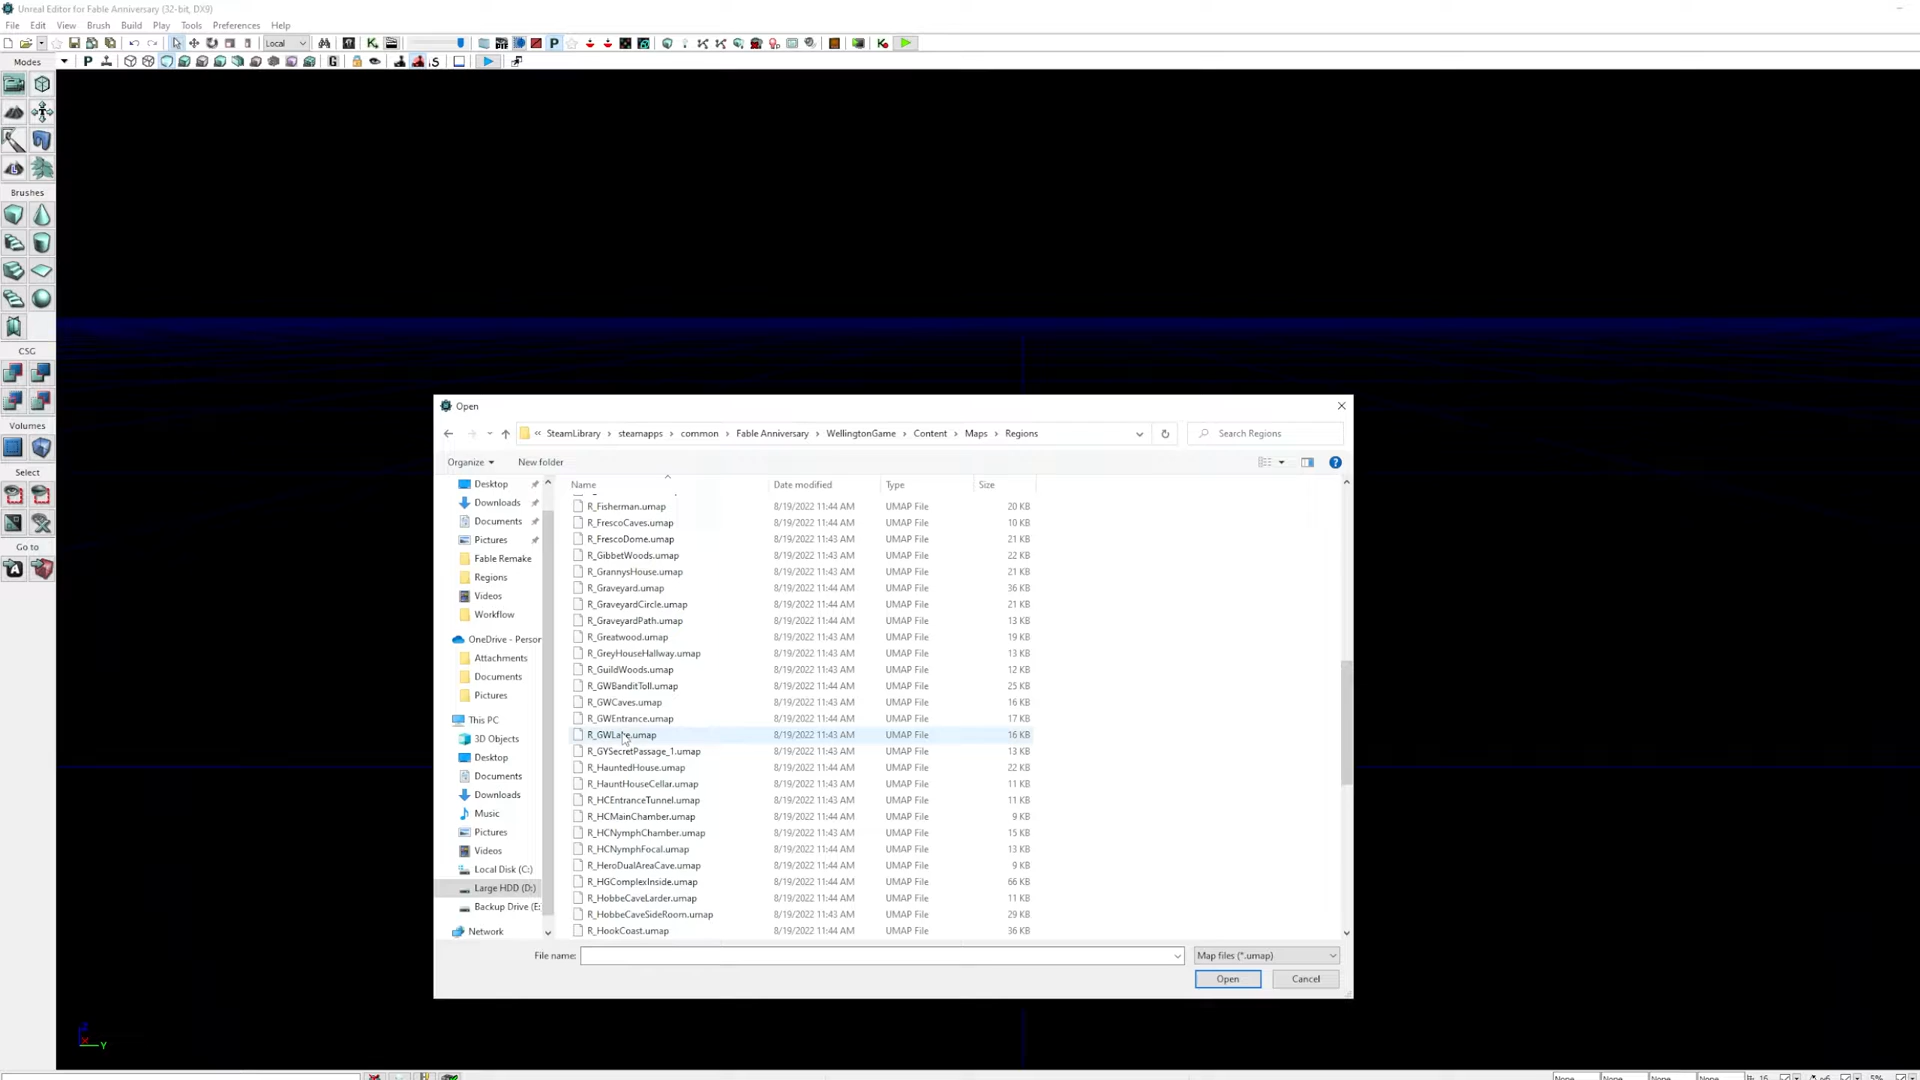 Unreal Editor for Fable Anniversary (32-bit, DX9)
File Edit View Brush Build Play Tools Preferences Help
Local
Modes
Brushes
CSG
Volumes
Select
Go to
Open
SteamLibrary > steamapps > common > Fable Anniversary > WellingtonGame > Content > Maps > Regions
Search Regions
Organize New folder
Name Date modified Type Size
Desktop
Downloads
Documents
Pictures
Fable Remake
Regions
Videos
Workflow
OneDrive - Person
Attachments
Documents
Pictures
This PC
3D Objects
Desktop
Documents
Downloads
Music
Pictures
Videos
Local Disk (C:)
Large HDD (D:)
Backup Drive (E:
Network
R_Fisherman.umap 8/19/2022 11:44 AM UMAP File 20 KB
R_FrescoCaves.umap 8/19/2022 11:44 AM UMAP File 10 KB
R_FrescoDome.umap 8/19/2022 11:43 AM UMAP File 21 KB
R_GibbetWoods.umap 8/19/2022 11:43 AM UMAP File 22 KB
R_GrannysHouse.umap 8/19/2022 11:43 AM UMAP File 21 KB
R_Graveyard.umap 8/19/2022 11:44 AM UMAP File 36 KB
R_GraveyardCircle.umap 8/19/2022 11:44 AM UMAP File 21 KB
R_GraveyardPath.umap 8/19/2022 11:43 AM UMAP File 13 KB
R_Greatwood.umap 8/19/2022 11:43 AM UMAP File 19 KB
R_GreyHouseHallway.umap 8/19/2022 11:43 AM UMAP File 13 KB
R_GuildWoods.umap 8/19/2022 11:43 AM UMAP File 12 KB
R_GWBanditToll.umap 8/19/2022 11:44 AM UMAP File 25 KB
R_GWCaves.umap 8/19/2022 11:43 AM UMAP File 16 KB
R_GWEntrance.umap 8/19/2022 11:44 AM UMAP File 17 KB
R_GWLake.umap 8/19/2022 11:43 AM UMAP File 16 KB
R_GYSecretPassage_1.umap 8/19/2022 11:43 AM UMAP File 13 KB
R_HauntedHouse.umap 8/19/2022 11:44 AM UMAP File 22 KB
R_HauntHouseCellar.umap 8/19/2022 11:43 AM UMAP File 11 KB
R_HCEntranceTunnel.umap 8/19/2022 11:43 AM UMAP File 11 KB
R_HCMainChamber.umap 8/19/2022 11:44 AM UMAP File 9 KB
R_HCNymphChamber.umap 8/19/2022 11:43 AM UMAP File 15 KB
R_HCNymphFocal.umap 8/19/2022 11:44 AM UMAP File 13 KB
R_HeroDualAreaCave.umap 8/19/2022 11:44 AM UMAP File 9 KB
R_HGComplexInside.umap 8/19/2022 11:44 AM UMAP File 66 KB
R_HobbeCaveLarder.umap 8/19/2022 11:44 AM UMAP File 11 KB
R_HobbeCaveSideRoom.umap 8/19/2022 11:43 AM UMAP File 29 KB
R_HookCoast.umap 8/19/2022 11:44 AM UMAP File 36 KB
File name:
Map files (*.umap)
Open Cancel
Z
X
Y